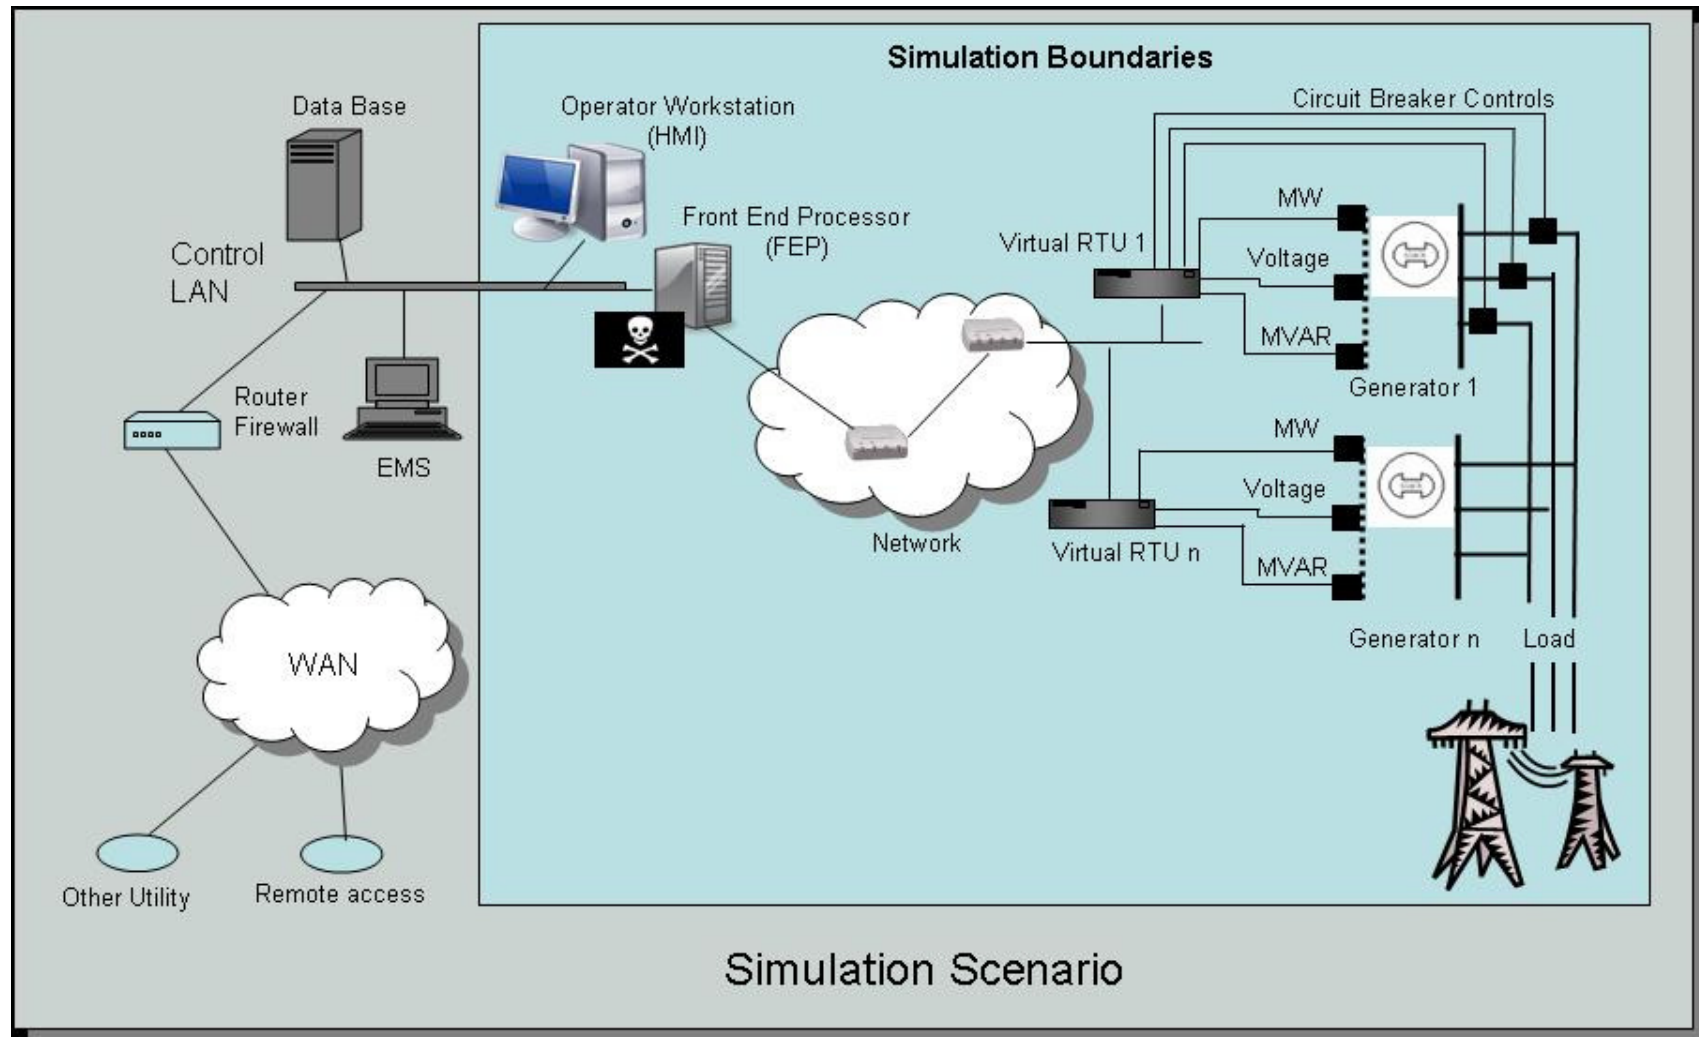 Simulation Boundaries
Data Base
Operator Workstation
(HMI)
Circuit Breaker Controls
Front End Processor
(FEP)
Control
LAN
Virtual RTU 1
MW
Voltage
MVAR
Generator 1
Router
Firewall
EMS
Network
Virtual RTU n
MW
Voltage
MVAR
Generator n
Load
WAN
Other Utility
Remote access
Simulation Scenario